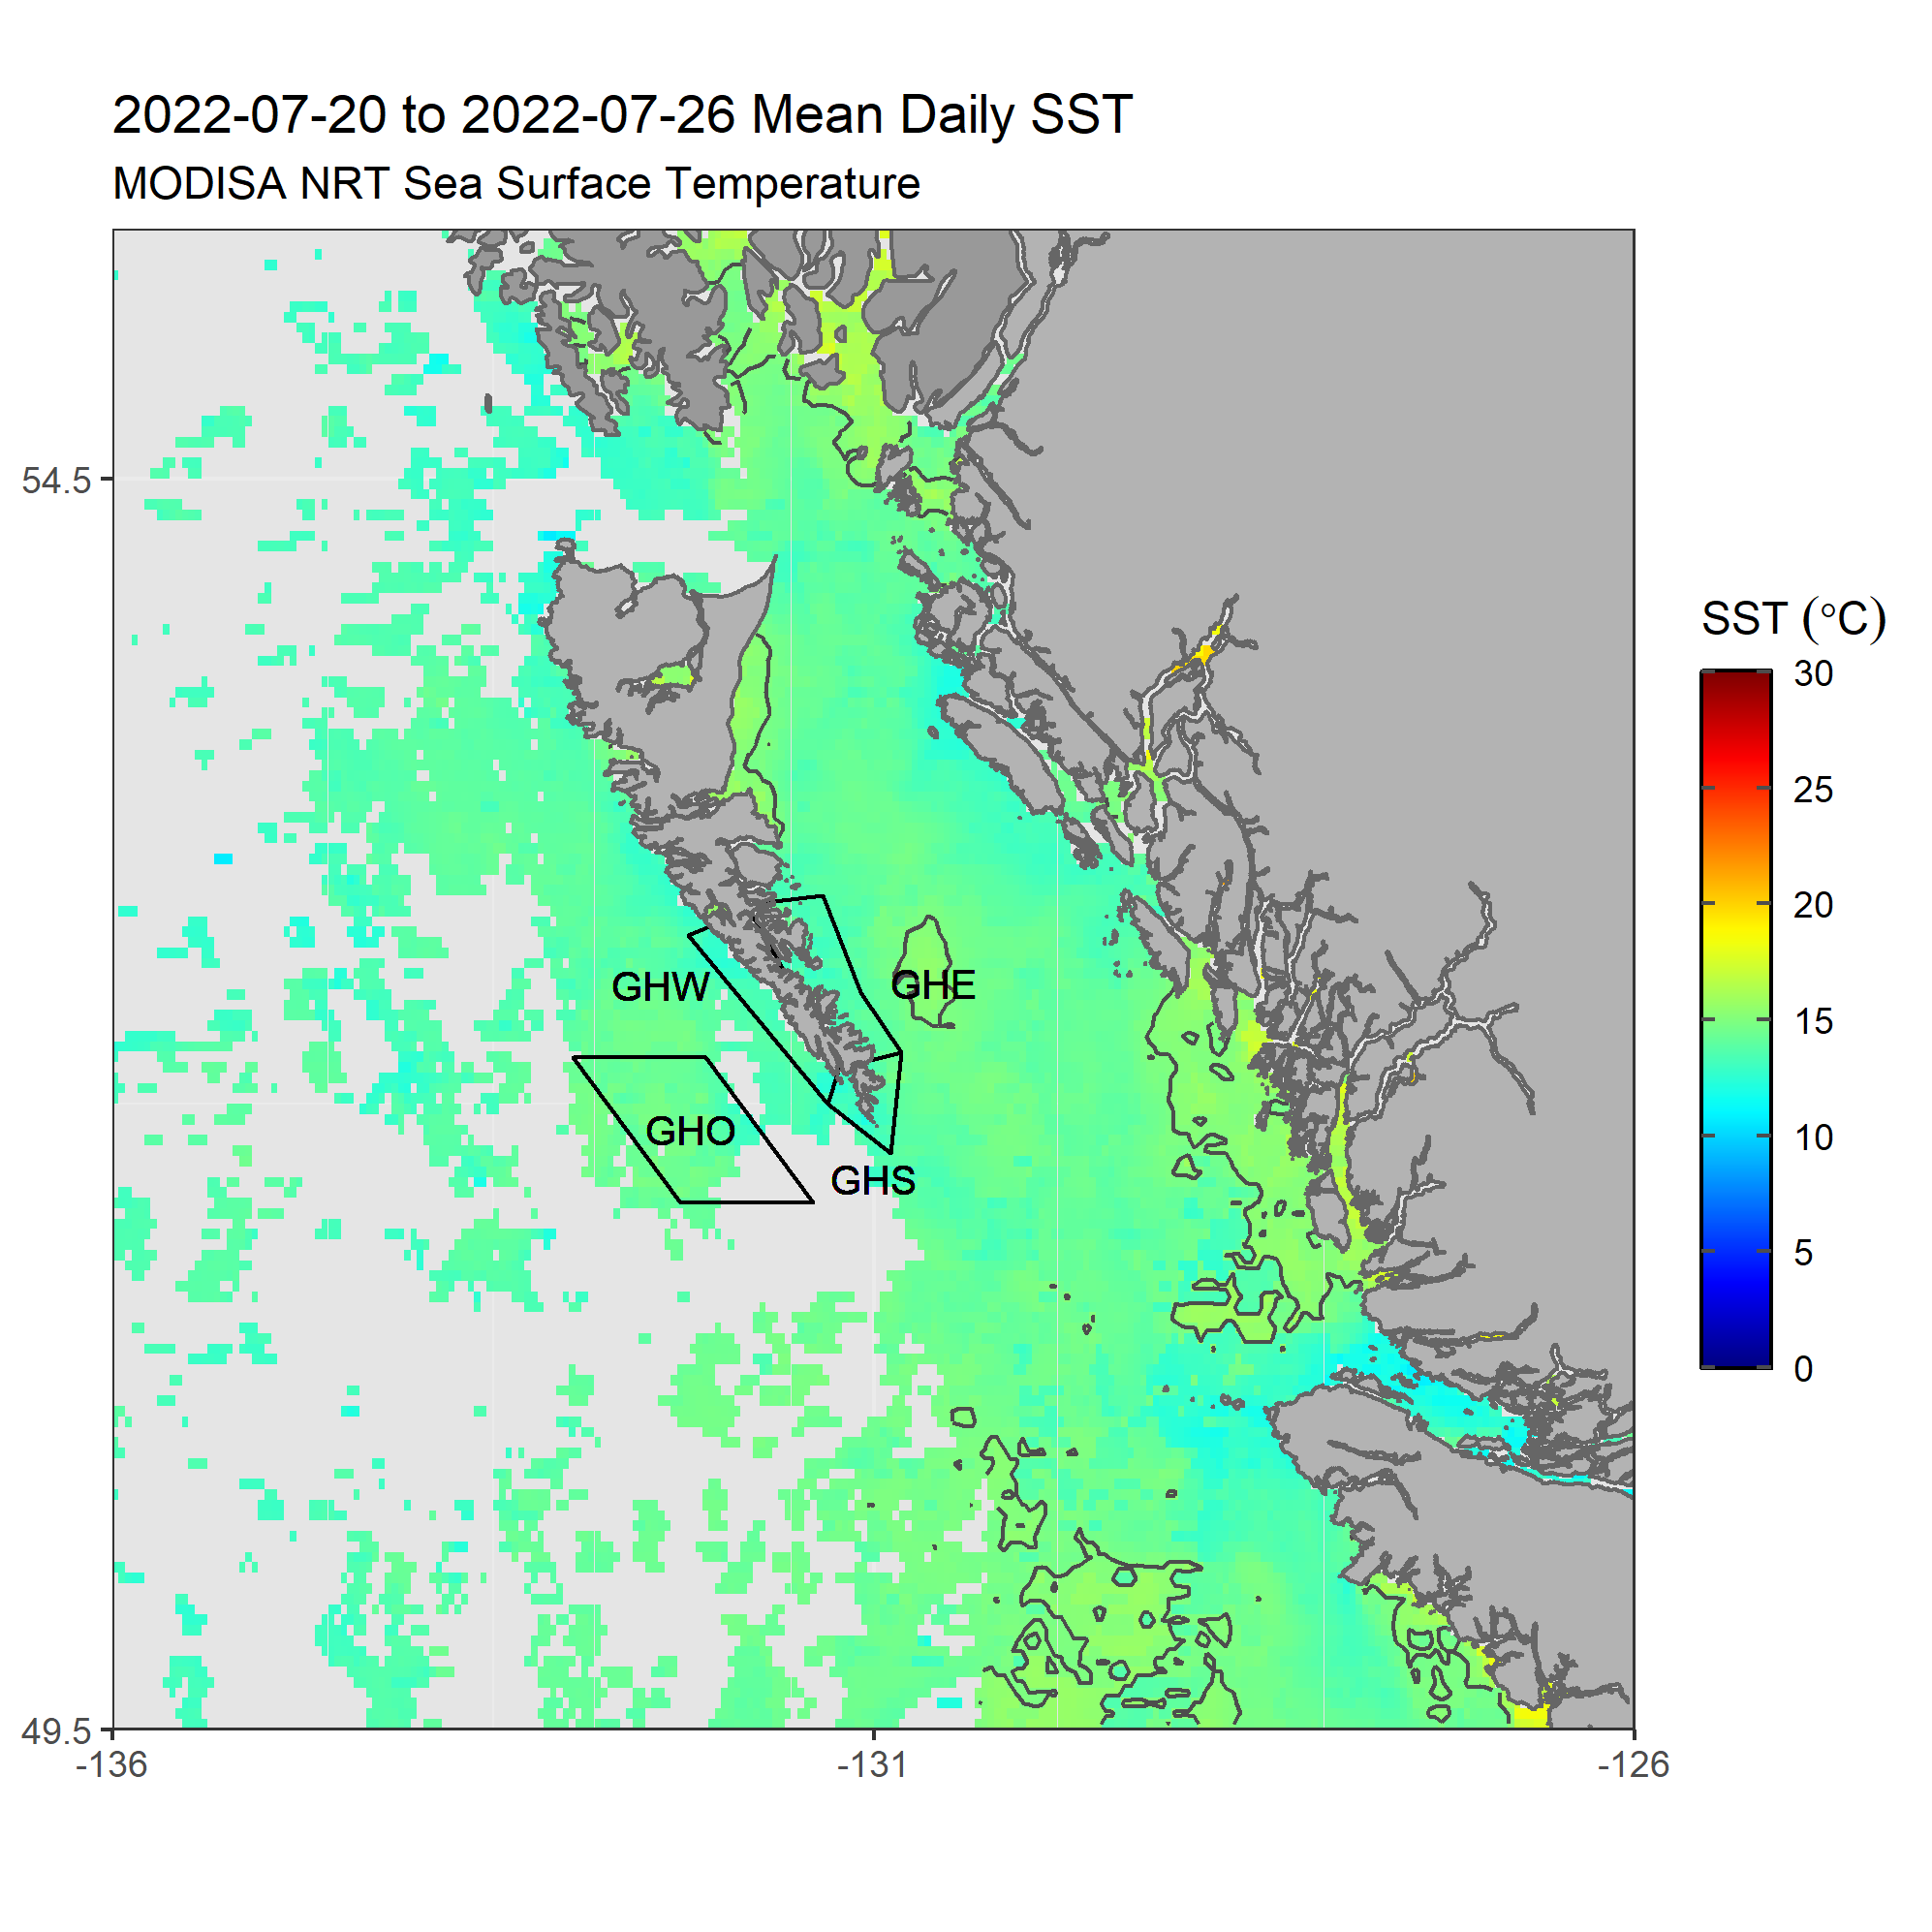 2022-07-20 to 2022-07-26 Mean Daily SST
MODISA NRT Sea Surface Temperature
54.5
49.5
-136
-131
-126
GHW
GHE
GHO
GHS
SST (°C)
30
25
20
15
10
5
0